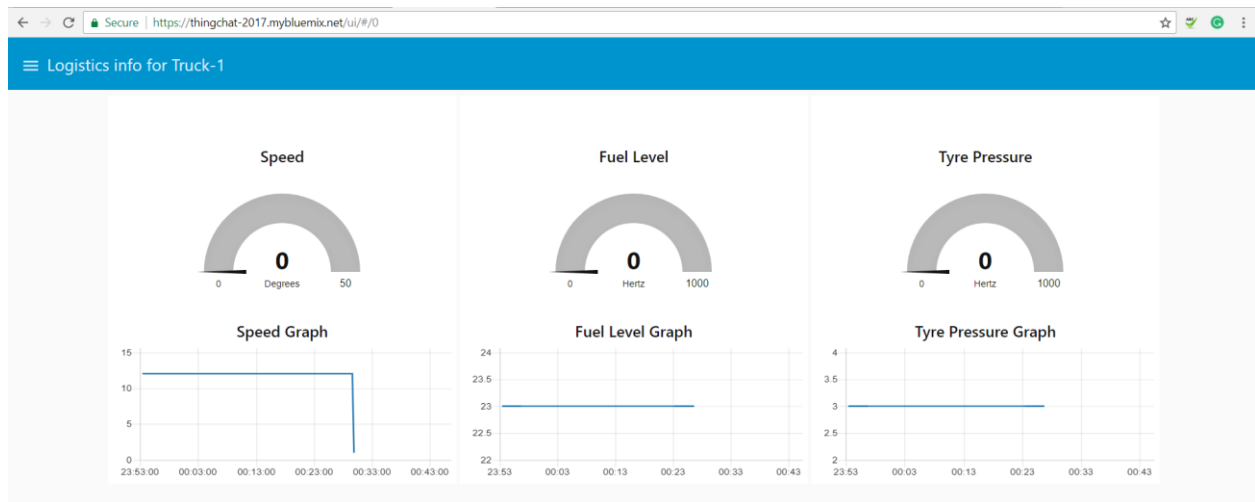 Secure | https://thingchat-2017.mybluemix.net/ui/#/0
Logistics info for Truck-1
Speed
0
0 Degrees 50
Fuel Level
0
0 Hertz 1000
Tyre Pressure
0
0 Hertz 1000
Speed Graph
15
10
5
0
23:53:00 00:03:00 00:13:00 00:23:00 00:33:00 00:43:00
Fuel Level Graph
24
23.5
23
22.5
22
23:53 00:03 00:13 00:23 00:33 00:43
Tyre Pressure Graph
4
3.5
3
2.5
2
23:53 00:03 00:13 00:23 00:33 00:43